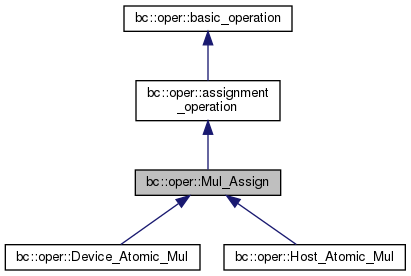 bc::oper::basic_operation
bc::oper::assignment
_operation
bc::oper::Mul_Assign
bc::oper::Device_Atomic_Mul
bc::oper::Host_Atomic_Mul